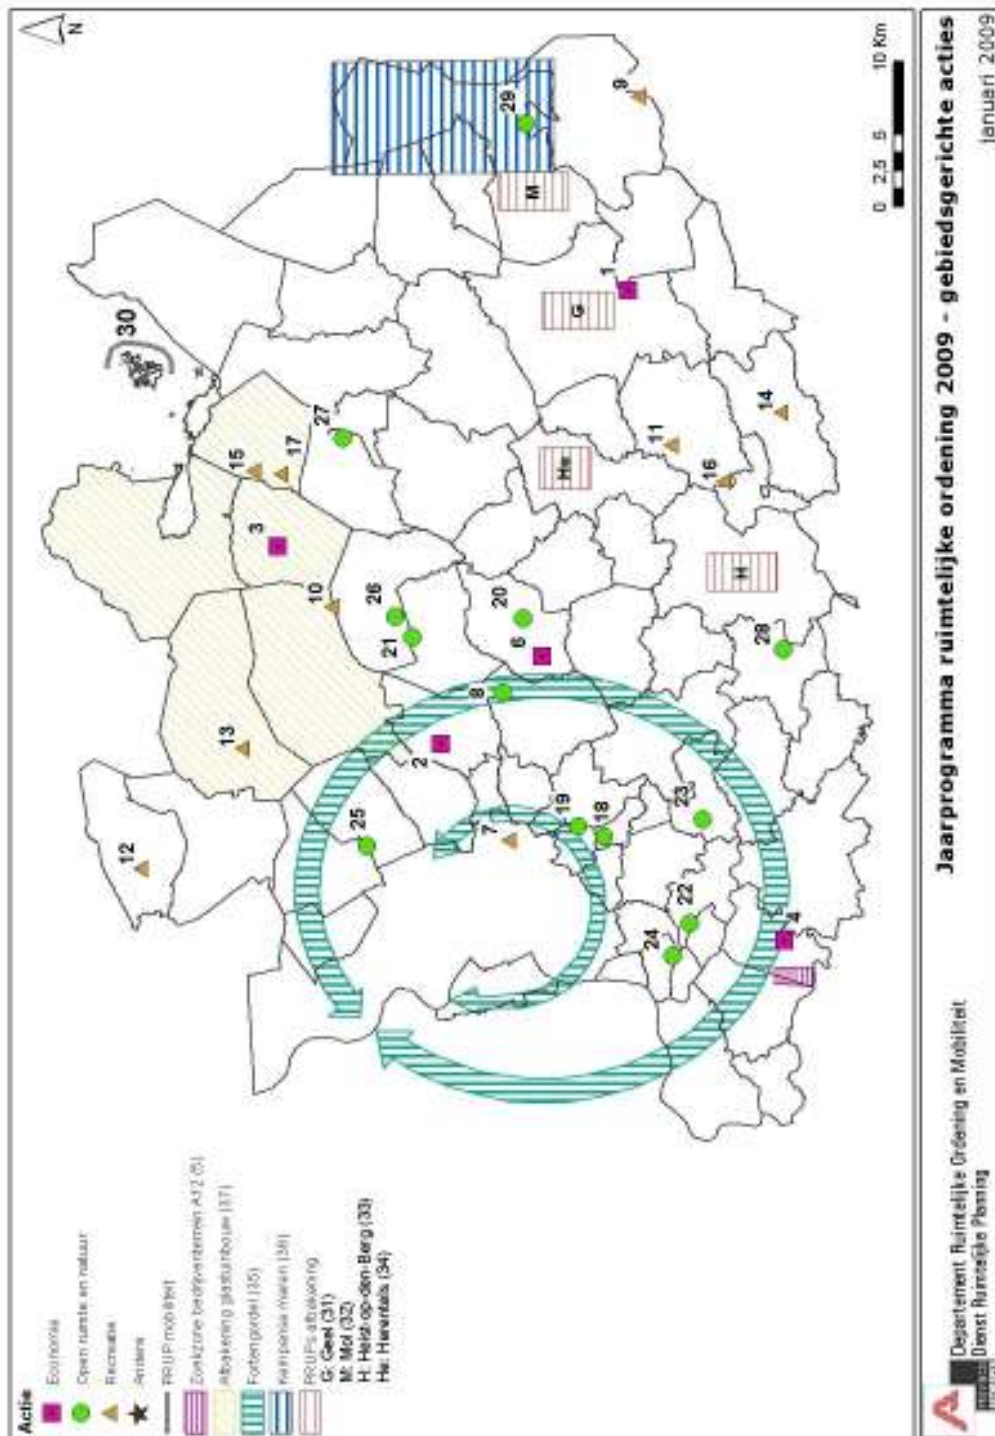 N
Actie
Economie
Open ruimte en natuur
Recreatie
Andere
PRUP mobiliteit
Zoekzone bedrijventerrein A12 (5)
Afbakening glastuinbouw (37)
Fortengordel (35)
Kempense meren (36)
PRUPs afbakening
G: Geel (31)
M: Mol (32)
H: Heist-op-den-Berg (33)
He: Herentals (34)
12
13
30
15
17
3
27
10
25
26
21
2
8
20
6
7
19
18
23
22
24
4
28
29
M
9
1
G
He
11
16
14
H
0 2,5 5 10 Km
Departement Ruimtelijke Ordening en Mobiliteit
Dienst Ruimtelijke Planning
Jaarprogramma ruimtelijke ordening 2009 - gebiedsgerichte acties
januari 2009